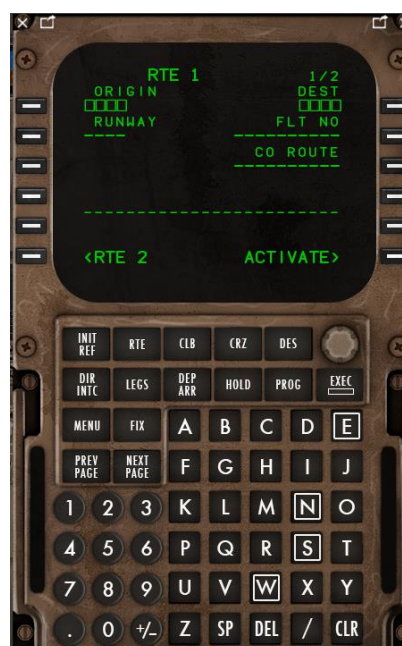 RTE 1 1/2
ORIGIN DEST
□□□□ □□□□
RUNWAY FLT NO
---- ----------
CO ROUTE
----------
------------------------
<RTE 2 ACTIVATE>
INIT REF RTE CLB CRZ DES
DIR INTC LEGS DEP ARR HOLD PROG EXEC
MENU FIX A B C D E
PREV PAGE NEXT PAGE F G H I J
1 2 3 K L M N O
4 5 6 P Q R S T
7 8 9 U V W X Y
. 0 +/- Z SP DEL / CLR